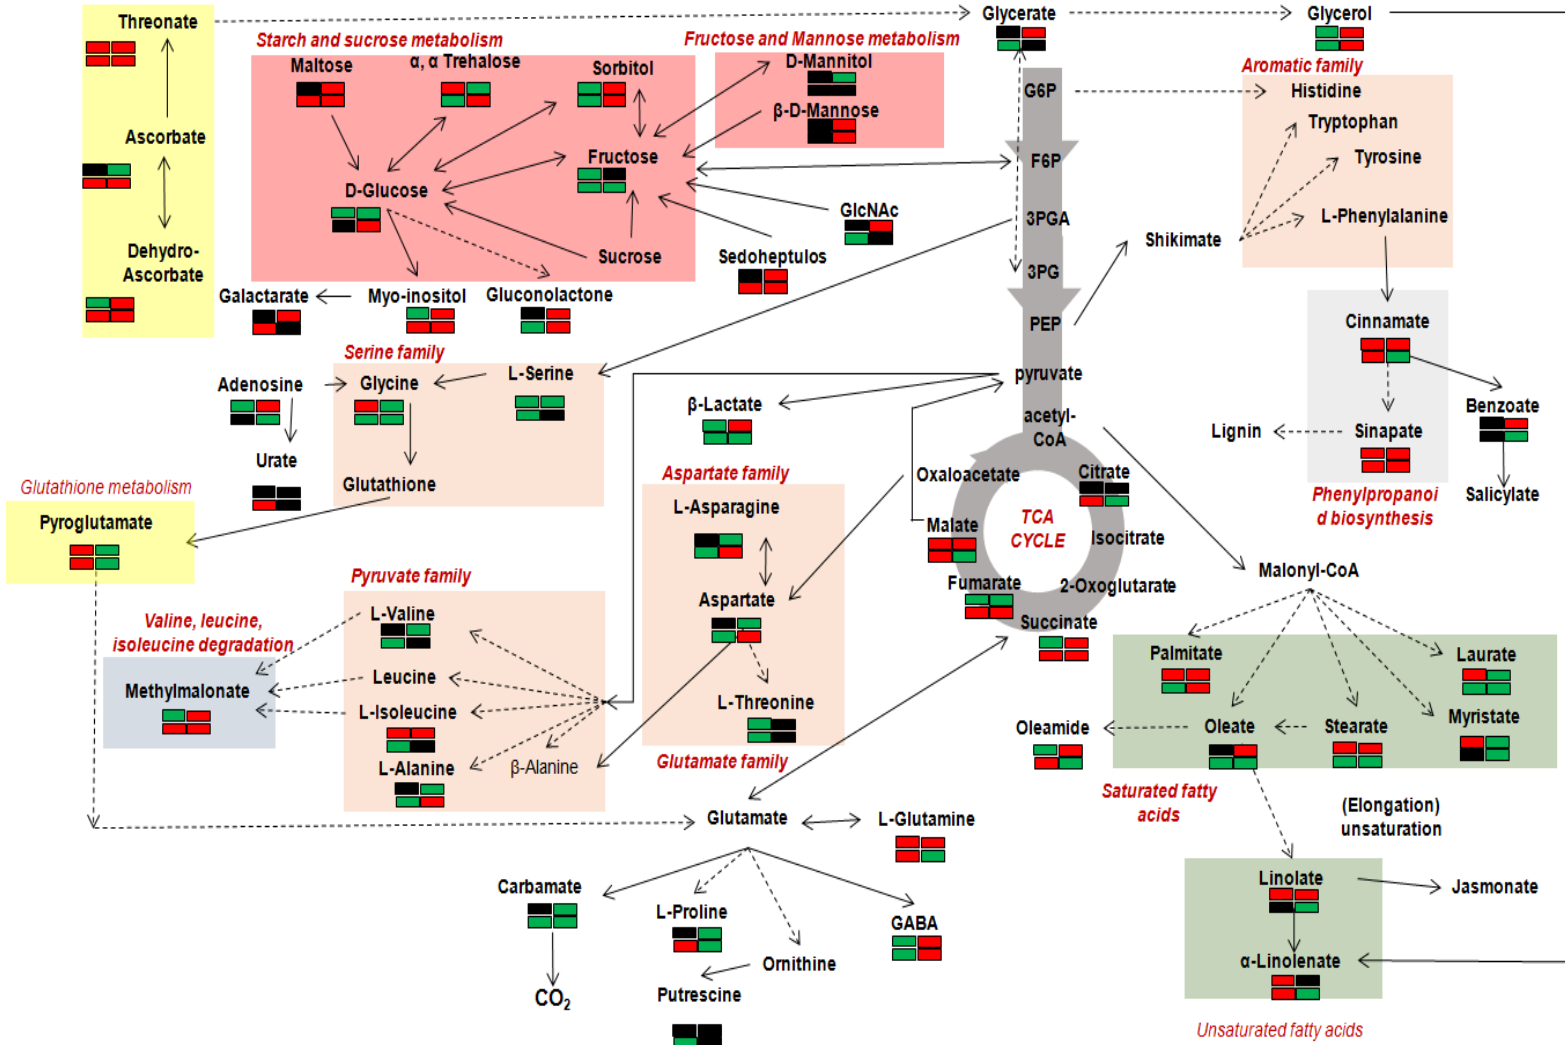 Threonate
Glycerate
Glycerol
Starch and sucrose metabolism
Fructose and Mannose metabolism
Maltose
α, α Trehalose
Sorbitol
D-Mannitol
Aromatic family
G6P
Histidine
β-D-Mannose
Tryptophan
Ascorbate
Fructose
F6P
Tyrosine
D-Glucose
GlcNAc
3PGA
L-Phenylalanine
Shikimate
Dehydro-
Ascorbate
Sucrose
Sedoheptulos
3PG
Galactarate
Myo-inositol
Gluconolactone
PEP
Cinnamate
Serine family
Adenosine
Glycine
L-Serine
pyruvate
β-Lactate
acetyl-
CoA
Benzoate
Lignin
Sinapate
Urate
Glutathione
Aspartate family
Oxaloacetate
Citrate
Glutathione metabolism
Phenylpropanoi
d biosynthesis
Salicylate
Pyroglutamate
L-Asparagine
Malate
TCA
CYCLE
Isocitrate
Pyruvate family
Fumarate
2-Oxoglutarate
Malonyl-CoA
Valine, leucine,
isoleucine degradation
L-Valine
Aspartate
Succinate
Palmitate
Laurate
Leucine
Methylmalonate
L-Isoleucine
L-Threonine
Oleamide
Oleate
Stearate
Myristate
L-Alanine
β-Alanine
Glutamate family
Saturated fatty
acids
(Elongation)
unsaturation
Glutamate
L-Glutamine
Carbamate
L-Proline
GABA
Linolate
Jasmonate
Ornithine
α-Linolenate
CO2
Putrescine
Unsaturated fatty acids